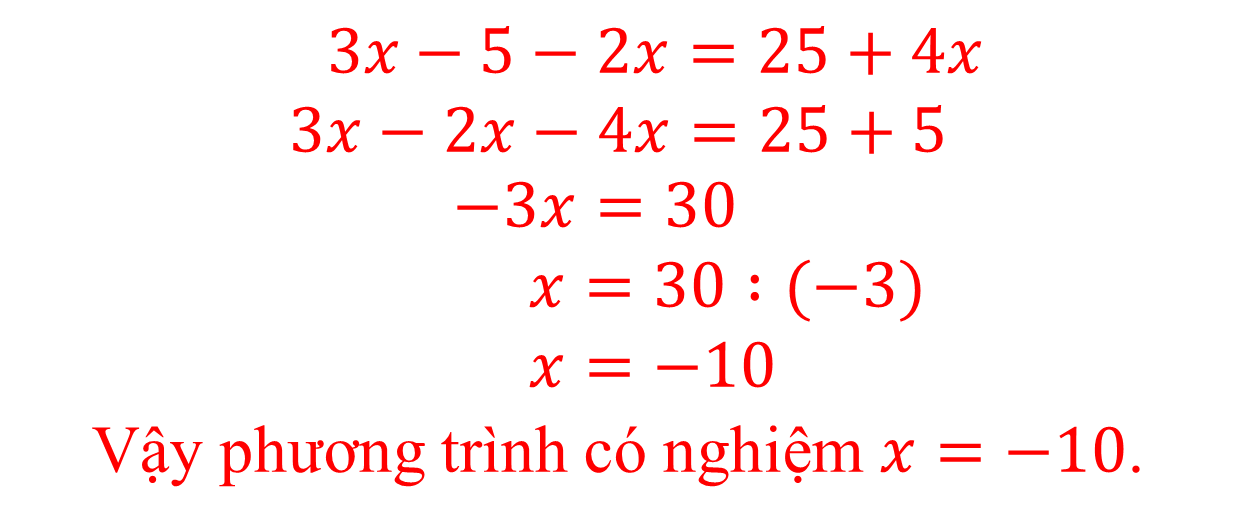 3x − 5 − 2x = 25 + 4x
3x − 2x − 4x = 25 + 5
−3x = 30
x = 30 : (−3)
x = −10
Vậy phương trình có nghiệm x = −10.